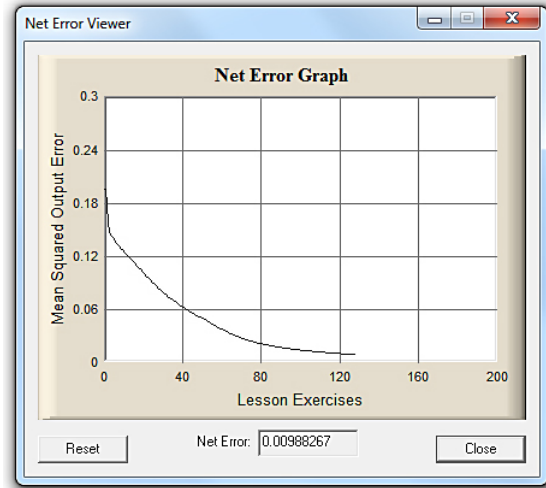 Net Error Viewer
Net Error Graph
Mean Squared Output Error
0.3
0.24
0.18
0.12
0.06
0
0 40 80 120 160 200
Lesson Exercises
Reset Net Error: 0.00988267 Close